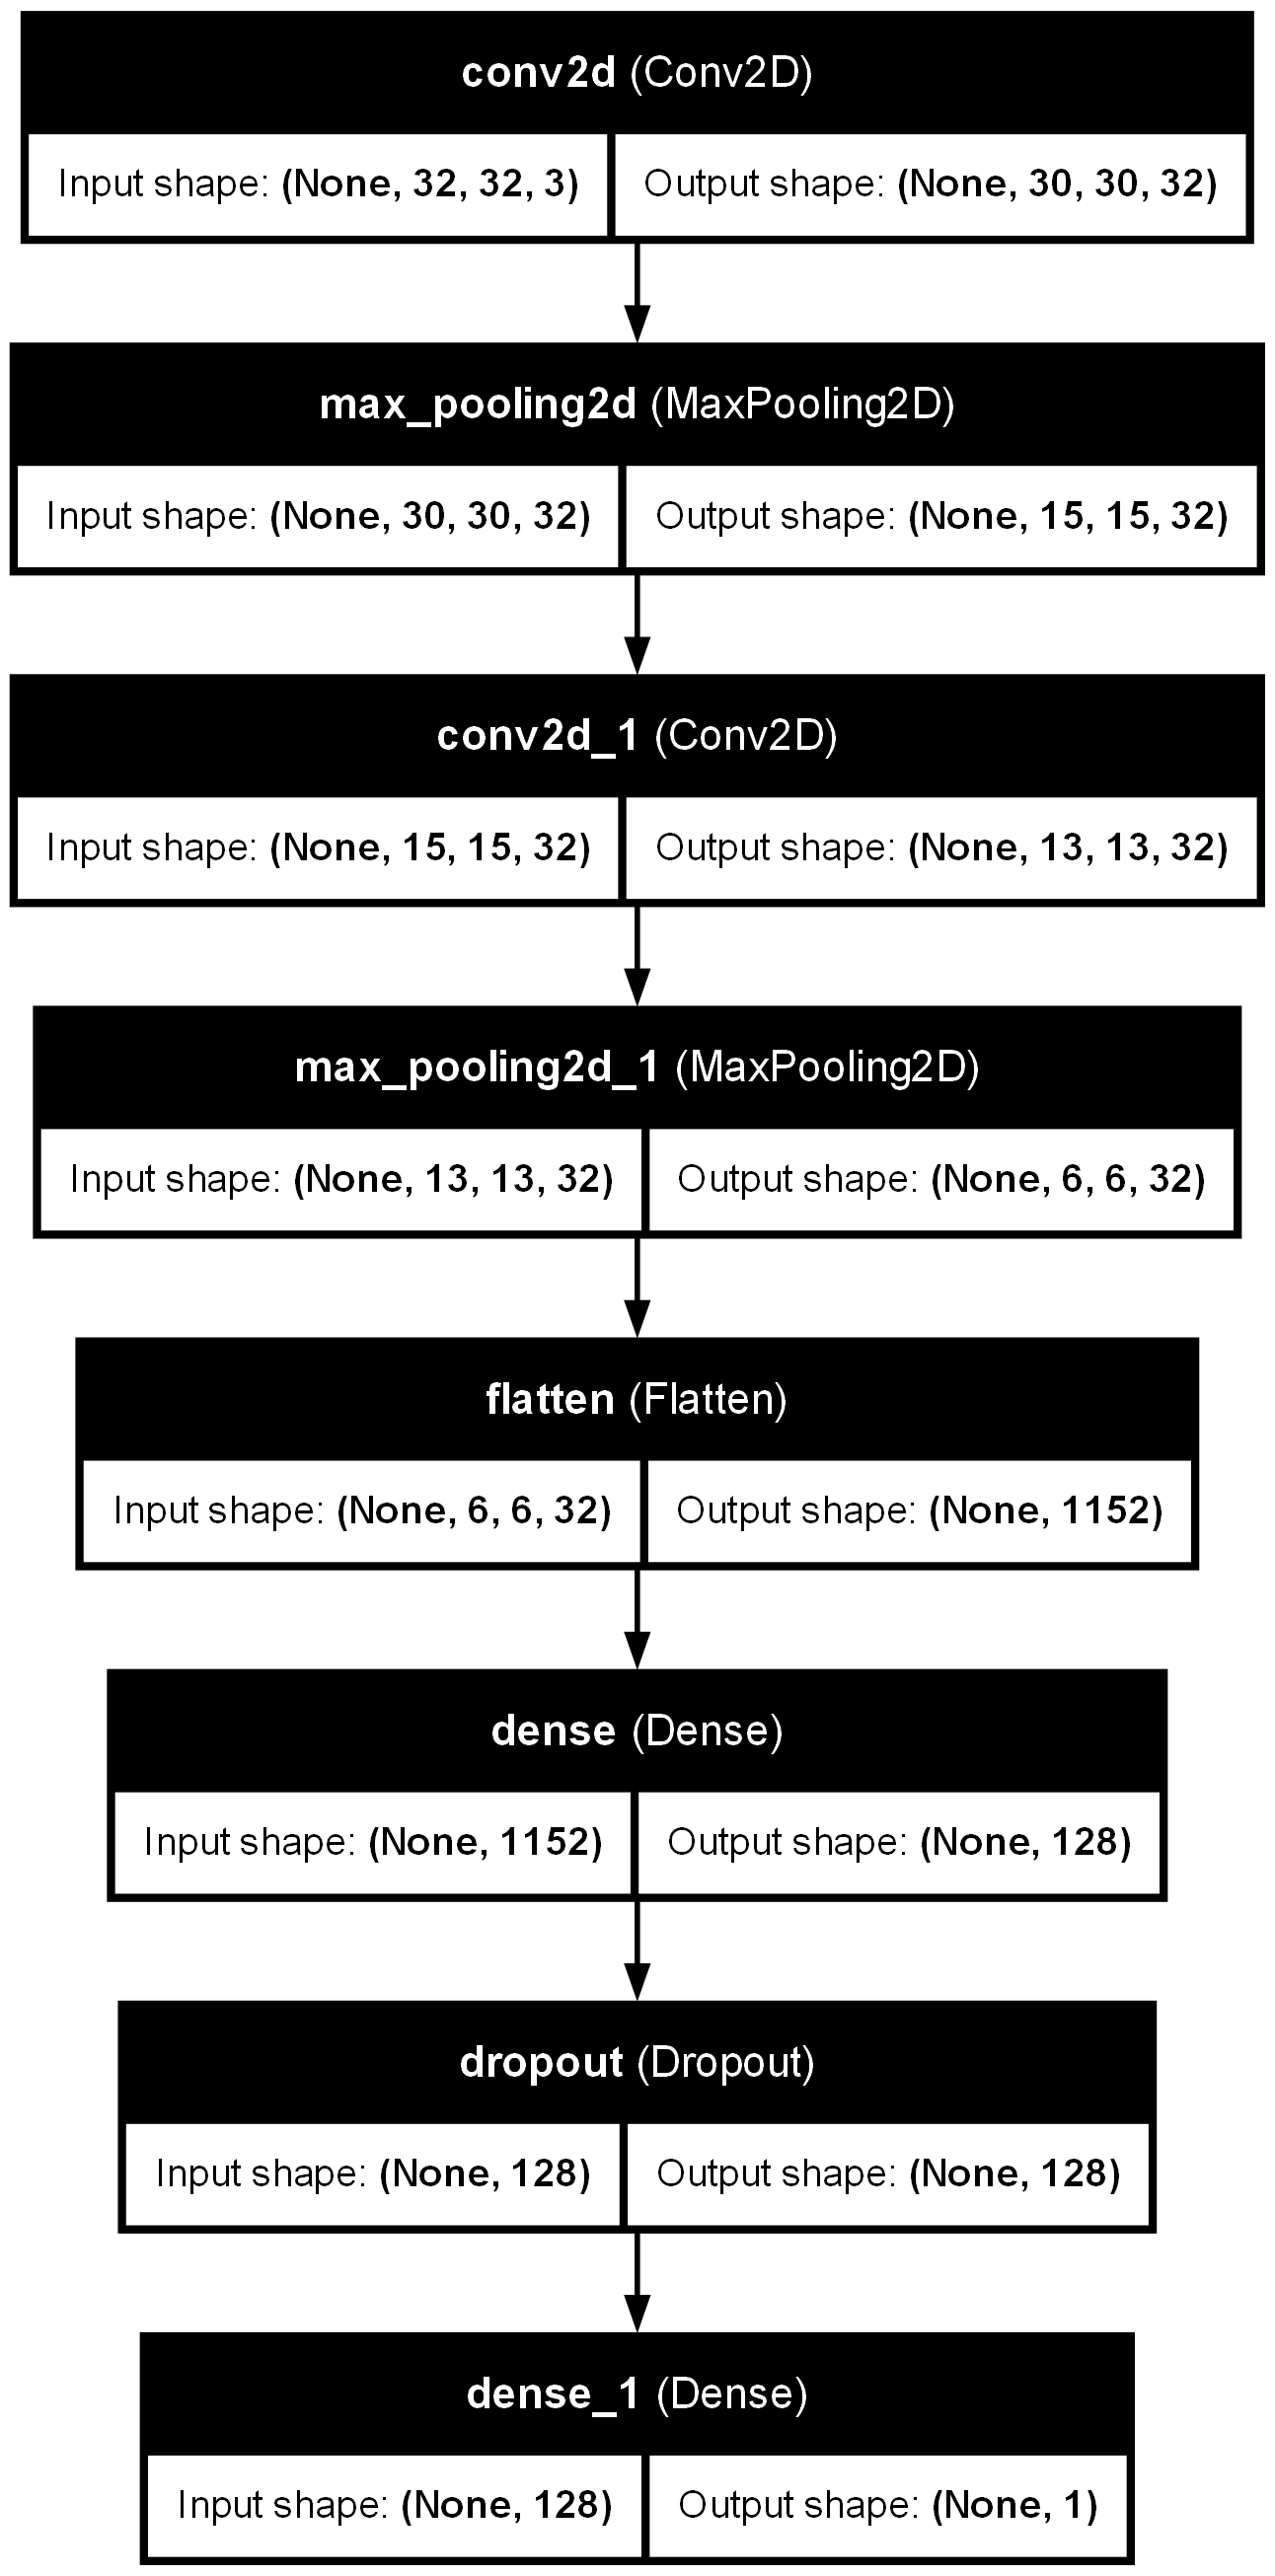 conv2d (Conv2D)
Input shape: (None, 32, 32, 3) Output shape: (None, 30, 30, 32)
max_pooling2d (MaxPooling2D)
Input shape: (None, 30, 30, 32) Output shape: (None, 15, 15, 32)
conv2d_1 (Conv2D)
Input shape: (None, 15, 15, 32) Output shape: (None, 13, 13, 32)
max_pooling2d_1 (MaxPooling2D)
Input shape: (None, 13, 13, 32) Output shape: (None, 6, 6, 32)
flatten (Flatten)
Input shape: (None, 6, 6, 32) Output shape: (None, 1152)
dense (Dense)
Input shape: (None, 1152) Output shape: (None, 128)
dropout (Dropout)
Input shape: (None, 128) Output shape: (None, 128)
dense_1 (Dense)
Input shape: (None, 128) Output shape: (None, 1)